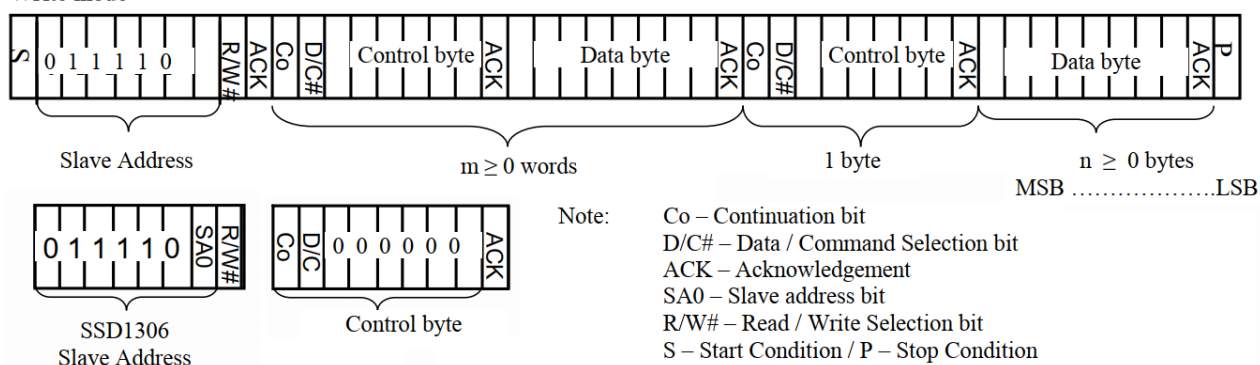 S 0 1 1 1 1 0 R/W# ACK Co D/C# Control byte ACK Data byte ACK Co D/C# Control byte ACK Data byte ACK P
Slave Address
m ≥ 0 words
1 byte
n ≥ 0 bytes
MSB ……………….LSB
0 1 1 1 1 0 SA0 R/W#
SSD1306
Slave Address
Co D/C 0 0 0 0 0 0 ACK
Control byte
Note:
Co – Continuation bit
D/C# – Data / Command Selection bit
ACK – Acknowledgement
SA0 – Slave address bit
R/W# – Read / Write Selection bit
S – Start Condition / P – Stop Condition